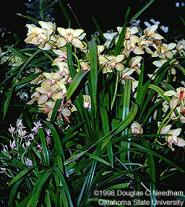 ©1998 Douglas C Needham
Oklahoma State University